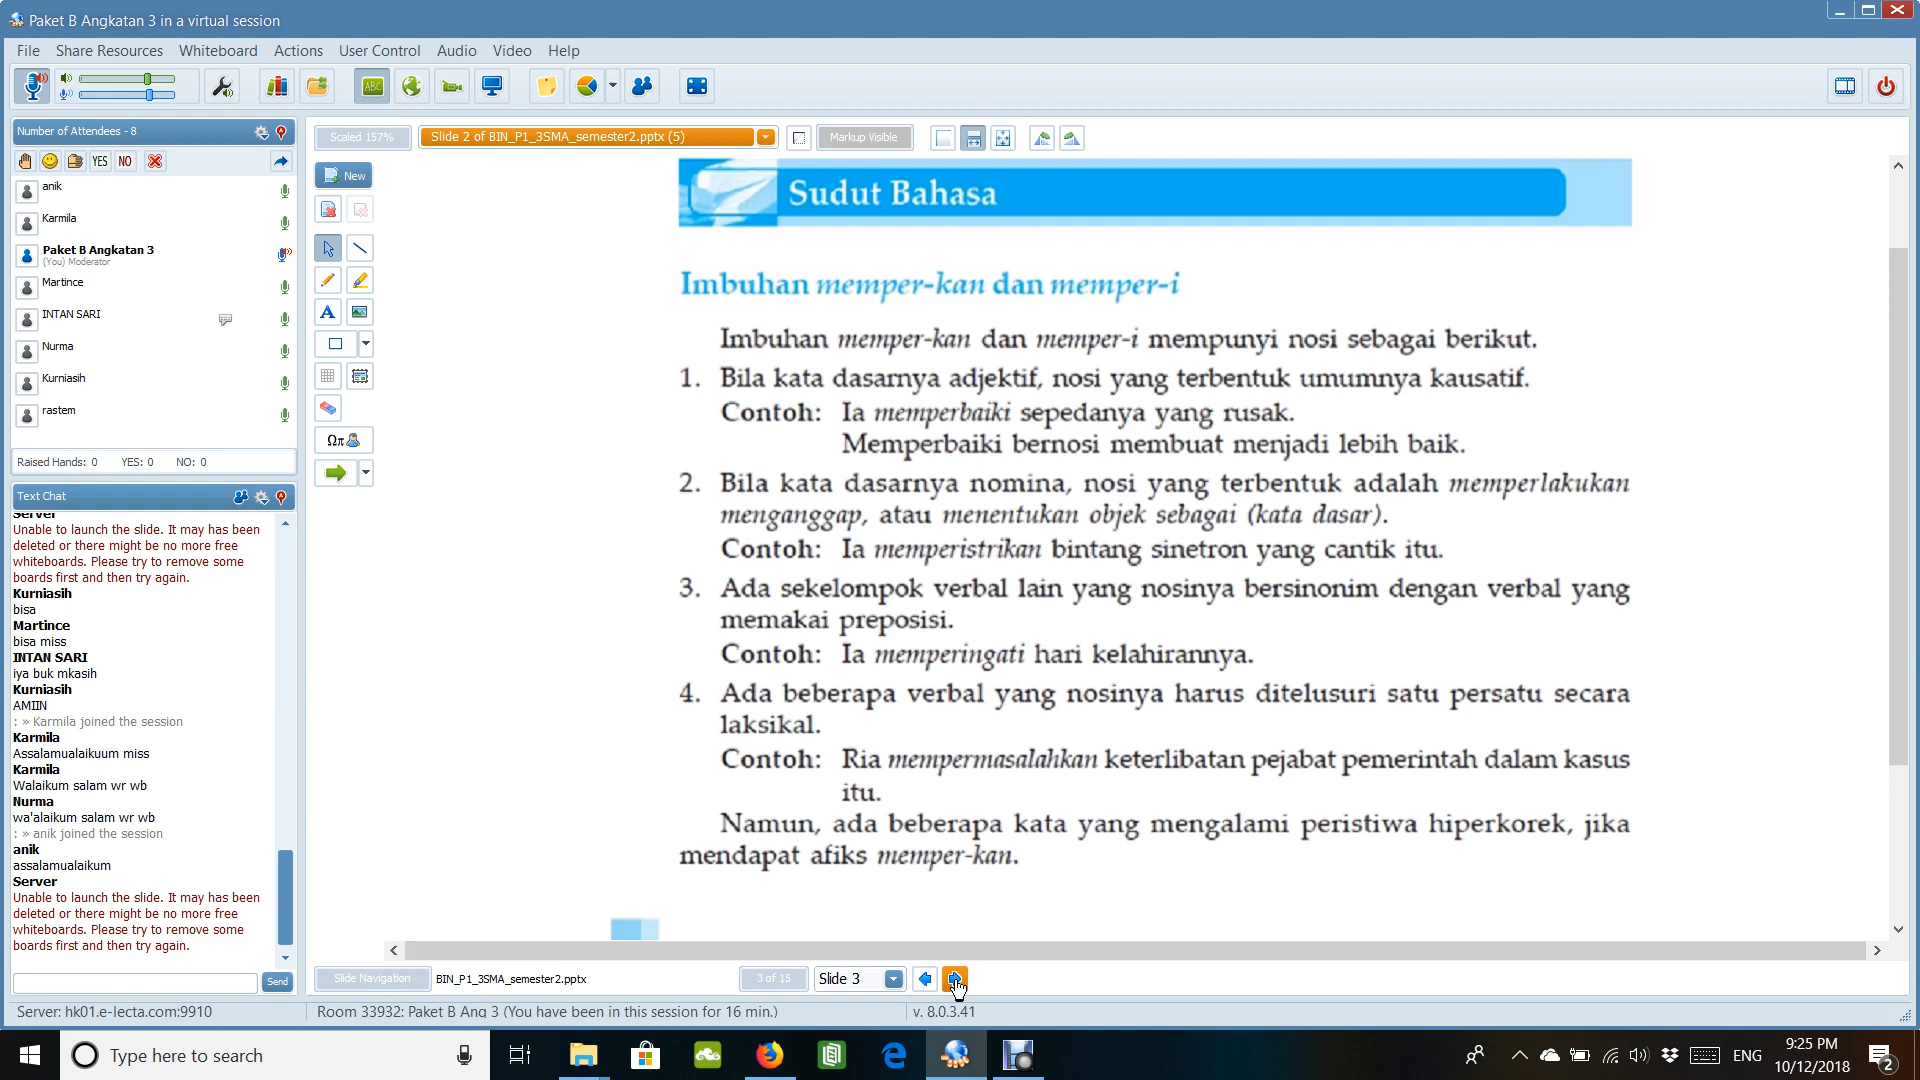 Paket B Angkatan 3 in a virtual session
File Share Resources Whiteboard Actions User Control Audio Video Help
ABC
Number of Attendees - 8
YES NO
anik
Karmila
Paket B Angkatan 3
(You) Moderator
Martince
INTAN SARI
Nurma
Kurniasih
rastem
Raised Hands: 0 YES: 0 NO: 0
Text Chat
Server
Unable to launch the slide. It may has been
deleted or there might be no more free
whiteboards. Please try to remove some
boards first and then try again.
Kurniasih
bisa
Martince
bisa miss
INTAN SARI
iya buk mkasih
Kurniasih
AMIIN
: » Karmila joined the session
Karmila
Assalamualaikuum miss
Karmila
Walaikum salam wr wb
Nurma
wa'alaikum salam wr wb
: » anik joined the session
anik
assalamualaikum
Server
Unable to launch the slide. It may has been
deleted or there might be no more free
whiteboards. Please try to remove some
boards first and then try again.
Send
Scaled 157% Slide 2 of BIN_P1_3SMA_semester2.pptx (5) Markup Visible
New
A
Ωπ
Sudut Bahasa
Imbuhan memper-kan dan memper-i
Imbuhan memper-kan dan memper-i mempunyi nosi sebagai berikut.
1. Bila kata dasarnya adjektif, nosi yang terbentuk umumnya kausatif.
Contoh: Ia memperbaiki sepedanya yang rusak.
Memperbaiki bernosi membuat menjadi lebih baik.
2. Bila kata dasarnya nomina, nosi yang terbentuk adalah memperlakukan
menganggap, atau menentukan objek sebagai (kata dasar).
Contoh: Ia memperistrikan bintang sinetron yang cantik itu.
3. Ada sekelompok verbal lain yang nosinya bersinonim dengan verbal yang
memakai preposisi.
Contoh: Ia memperingati hari kelahirannya.
4. Ada beberapa verbal yang nosinya harus ditelusuri satu persatu secara
laksikal.
Contoh: Ria mempermasalahkan keterlibatan pejabat pemerintah dalam kasus
itu.
Namun, ada beberapa kata yang mengalami peristiwa hiperkorek, jika
mendapat afiks memper-kan.
Slide Navigation BIN_P1_3SMA_semester2.pptx 3 of 15 Slide 3
Server: hk01.e-lecta.com:9910 Room 33932: Paket B Ang 3 (You have been in this session for 16 min.) v. 8.0.3.41
Type here to search
ENG
9:25 PM
10/12/2018
2